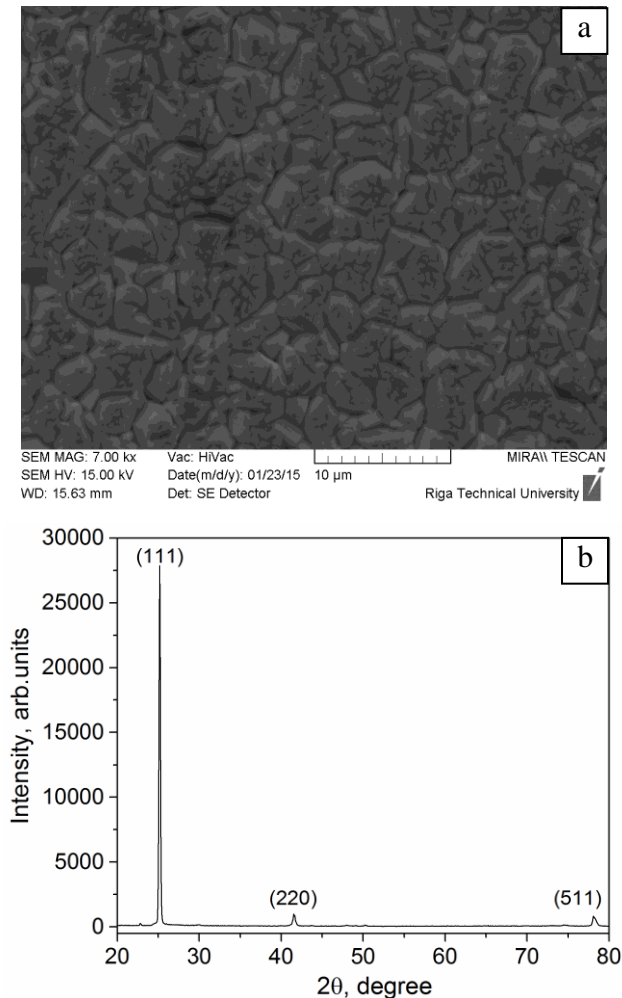 a
SEM MAG: 7.00 kx Vac: HiVac 10 µm MIRA\\ TESCAN
SEM HV: 15.00 kV Date(m/d/y): 01/23/15
WD: 15.63 mm Det: SE Detector Riga Technical University
b
30000
25000
20000
15000
10000
5000
0
Intensity, arb.units
(111)
(220)
(511)
20 30 40 50 60 70 80
2θ, degree